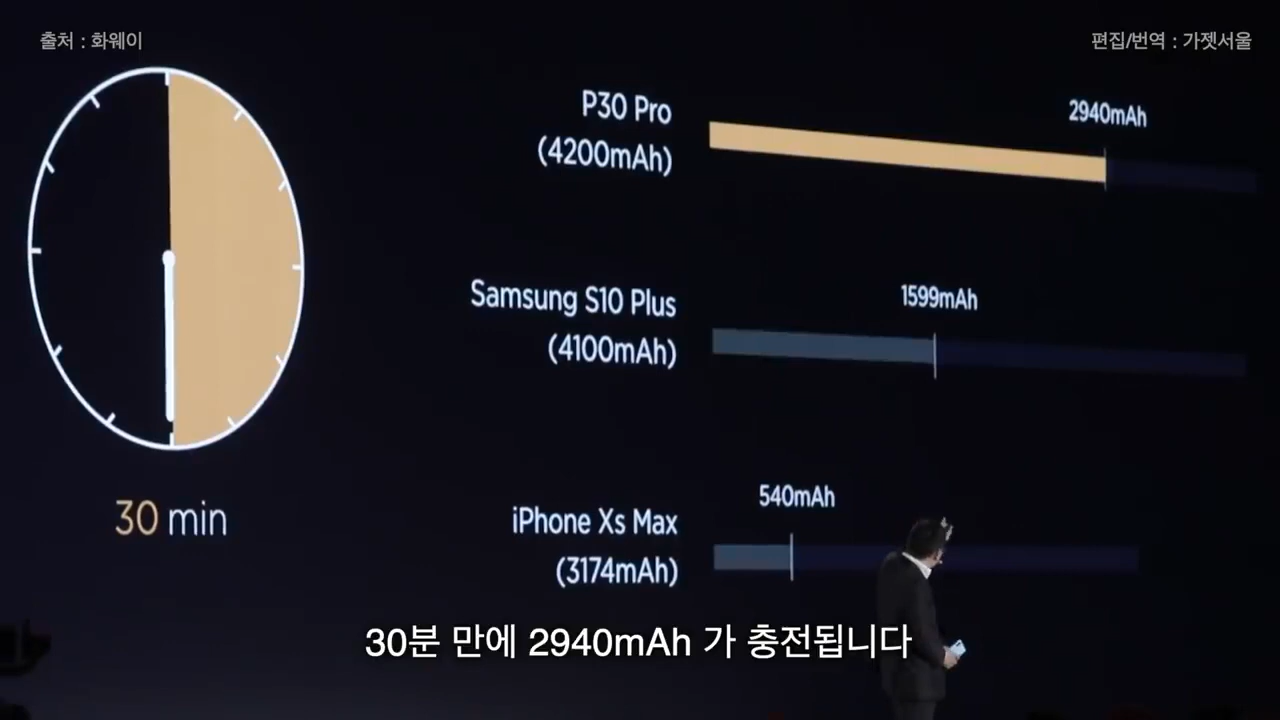 출처 : 화웨이
편집/번역 : 가젯서울
P30 Pro
(4200mAh)
2940mAh
Samsung S10 Plus
(4100mAh)
1599mAh
iPhone Xs Max
(3174mAh)
540mAh
30 min
30분 만에 2940mAh 가 충전됩니다